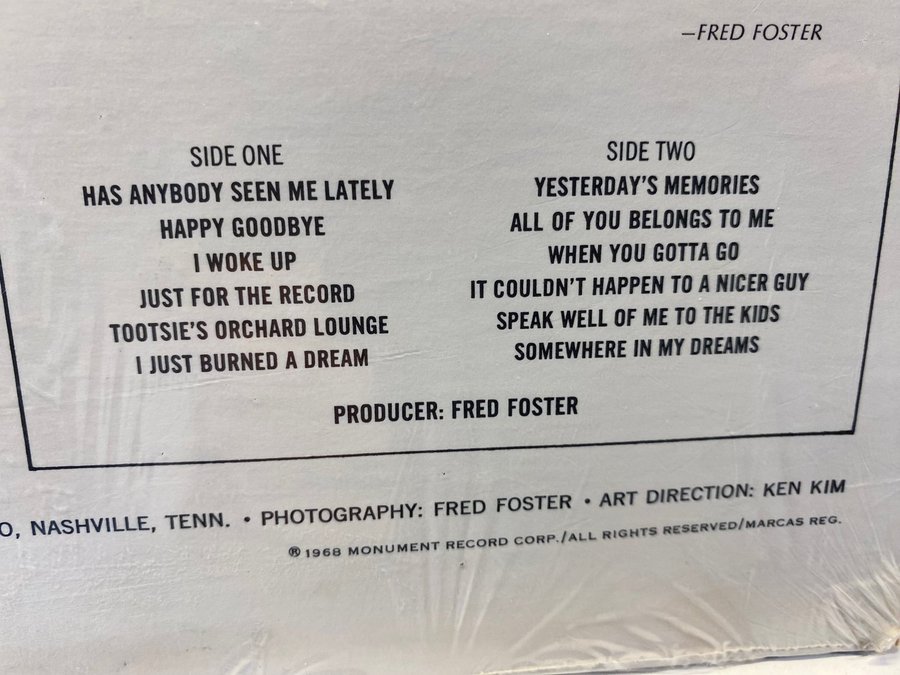 —FRED FOSTER
SIDE ONE
HAS ANYBODY SEEN ME LATELY
HAPPY GOODBYE
I WOKE UP
JUST FOR THE RECORD
TOOTSIE'S ORCHARD LOUNGE
I JUST BURNED A DREAM
SIDE TWO
YESTERDAY'S MEMORIES
ALL OF YOU BELONGS TO ME
WHEN YOU GOTTA GO
IT COULDN'T HAPPEN TO A NICER GUY
SPEAK WELL OF ME TO THE KIDS
SOMEWHERE IN MY DREAMS
PRODUCER: FRED FOSTER
O, NASHVILLE, TENN. • PHOTOGRAPHY: FRED FOSTER • ART DIRECTION: KEN KIM
® 1968 MONUMENT RECORD CORP./ALL RIGHTS RESERVED/MARCAS REG.